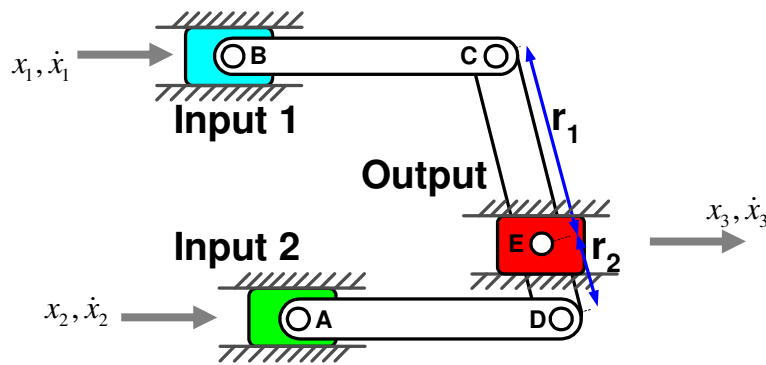 B
C
x₁, ẋ₁
Input 1
r₁
Output
x₃, ẋ₃
E
Input 2
r₂
x₂, ẋ₂
A
D